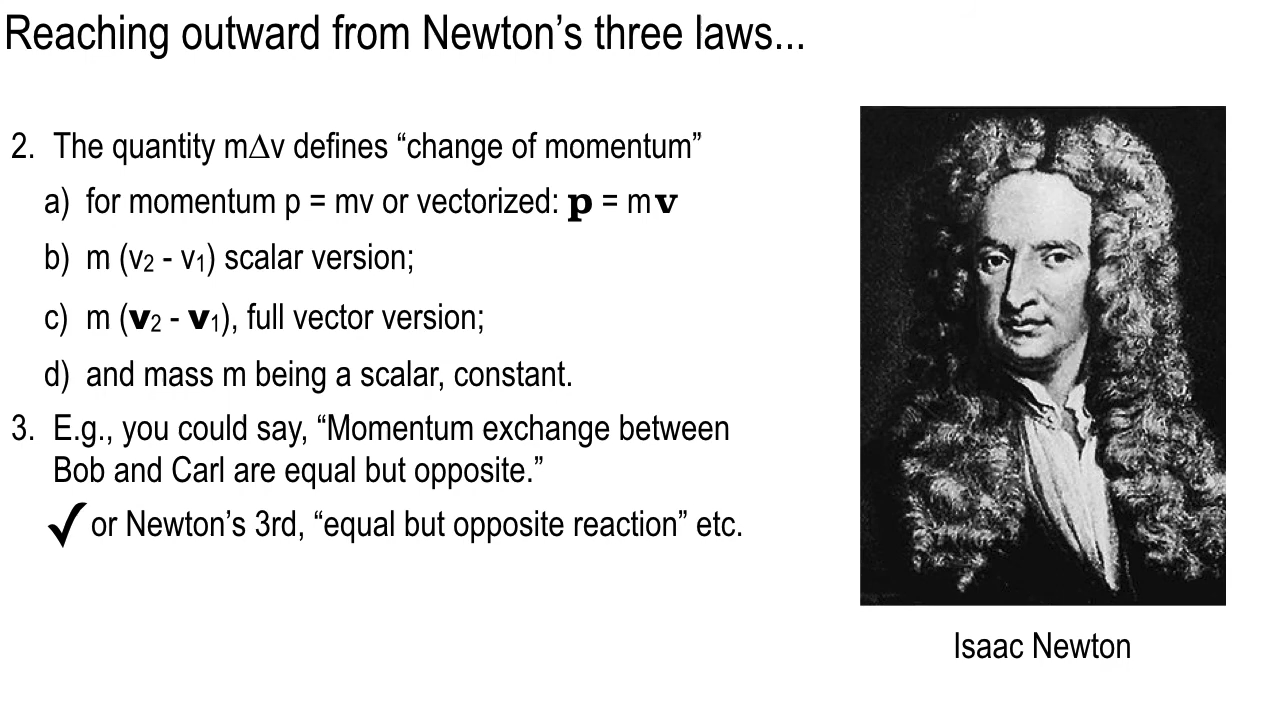 Reaching outward from Newton’s three laws...
2. The quantity m∆v defines “change of momentum”
a) for momentum p = mv or vectorized: p = mv
b) m (v₂ - v₁) scalar version;
c) m (v₂ - v₁), full vector version;
d) and mass m being a scalar, constant.
3. E.g., you could say, “Momentum exchange between
Bob and Carl are equal but opposite.”
✓ or Newton’s 3rd, “equal but opposite reaction” etc.
Isaac Newton